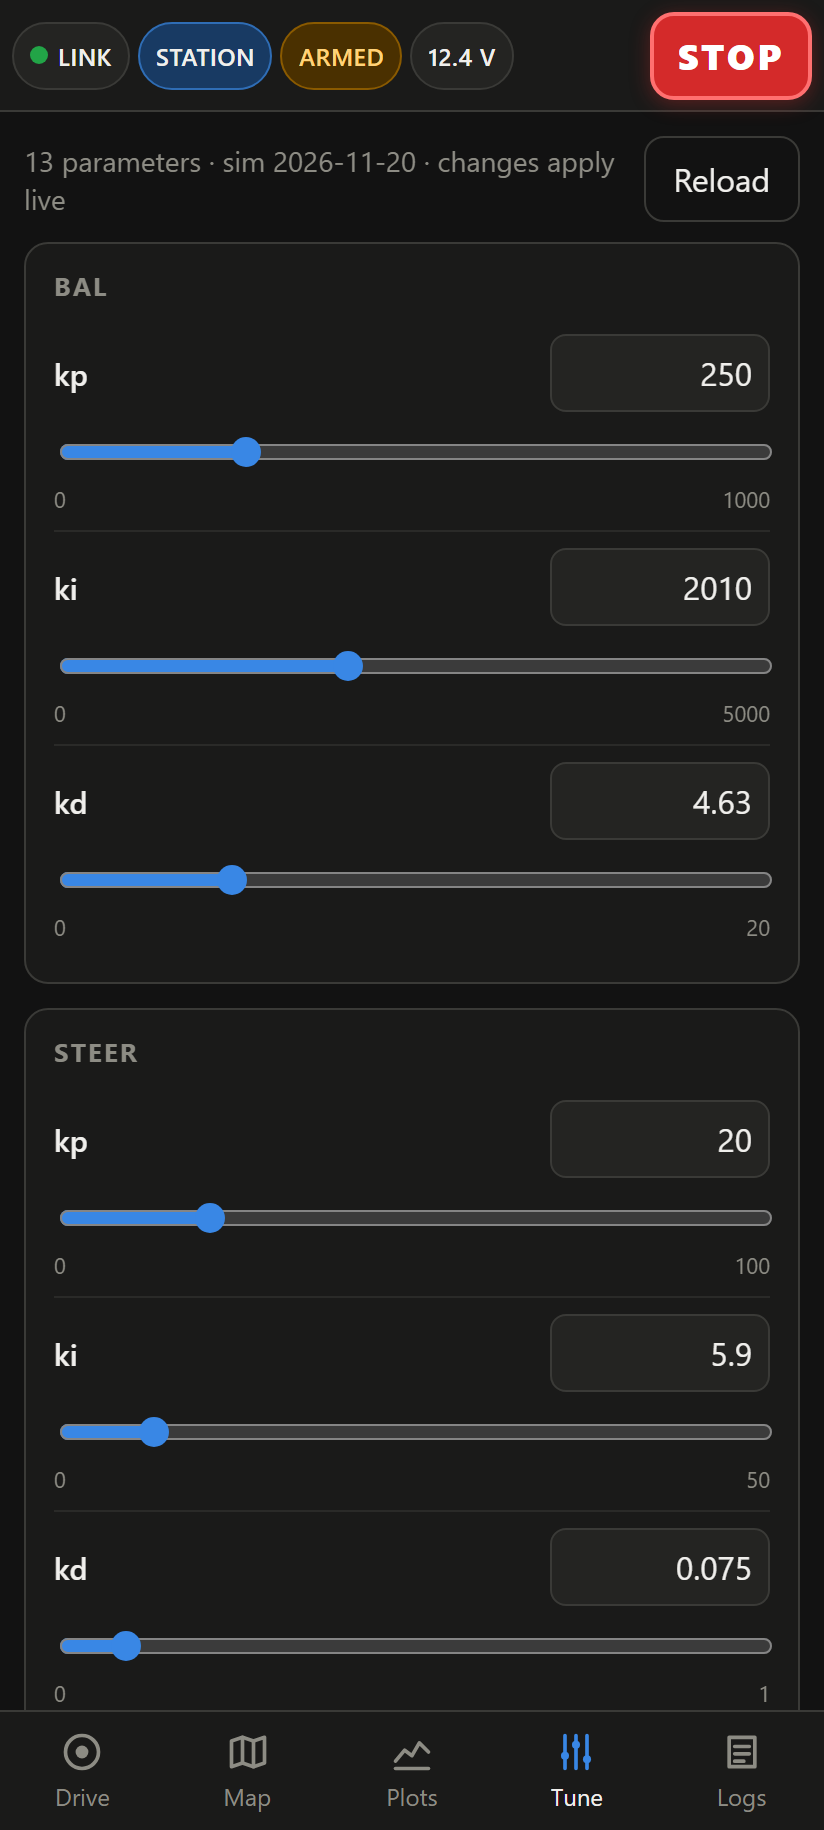 LINK STATION ARMED 12.4 V STOP
13 parameters · sim 2026-11-20 · changes apply
live
Reload
BAL
kp 250
0 1000
ki 2010
0 5000
kd 4.63
0 20
STEER
kp 20
0 100
ki 5.9
0 50
kd 0.075
0 1
Drive Map Plots Tune Logs